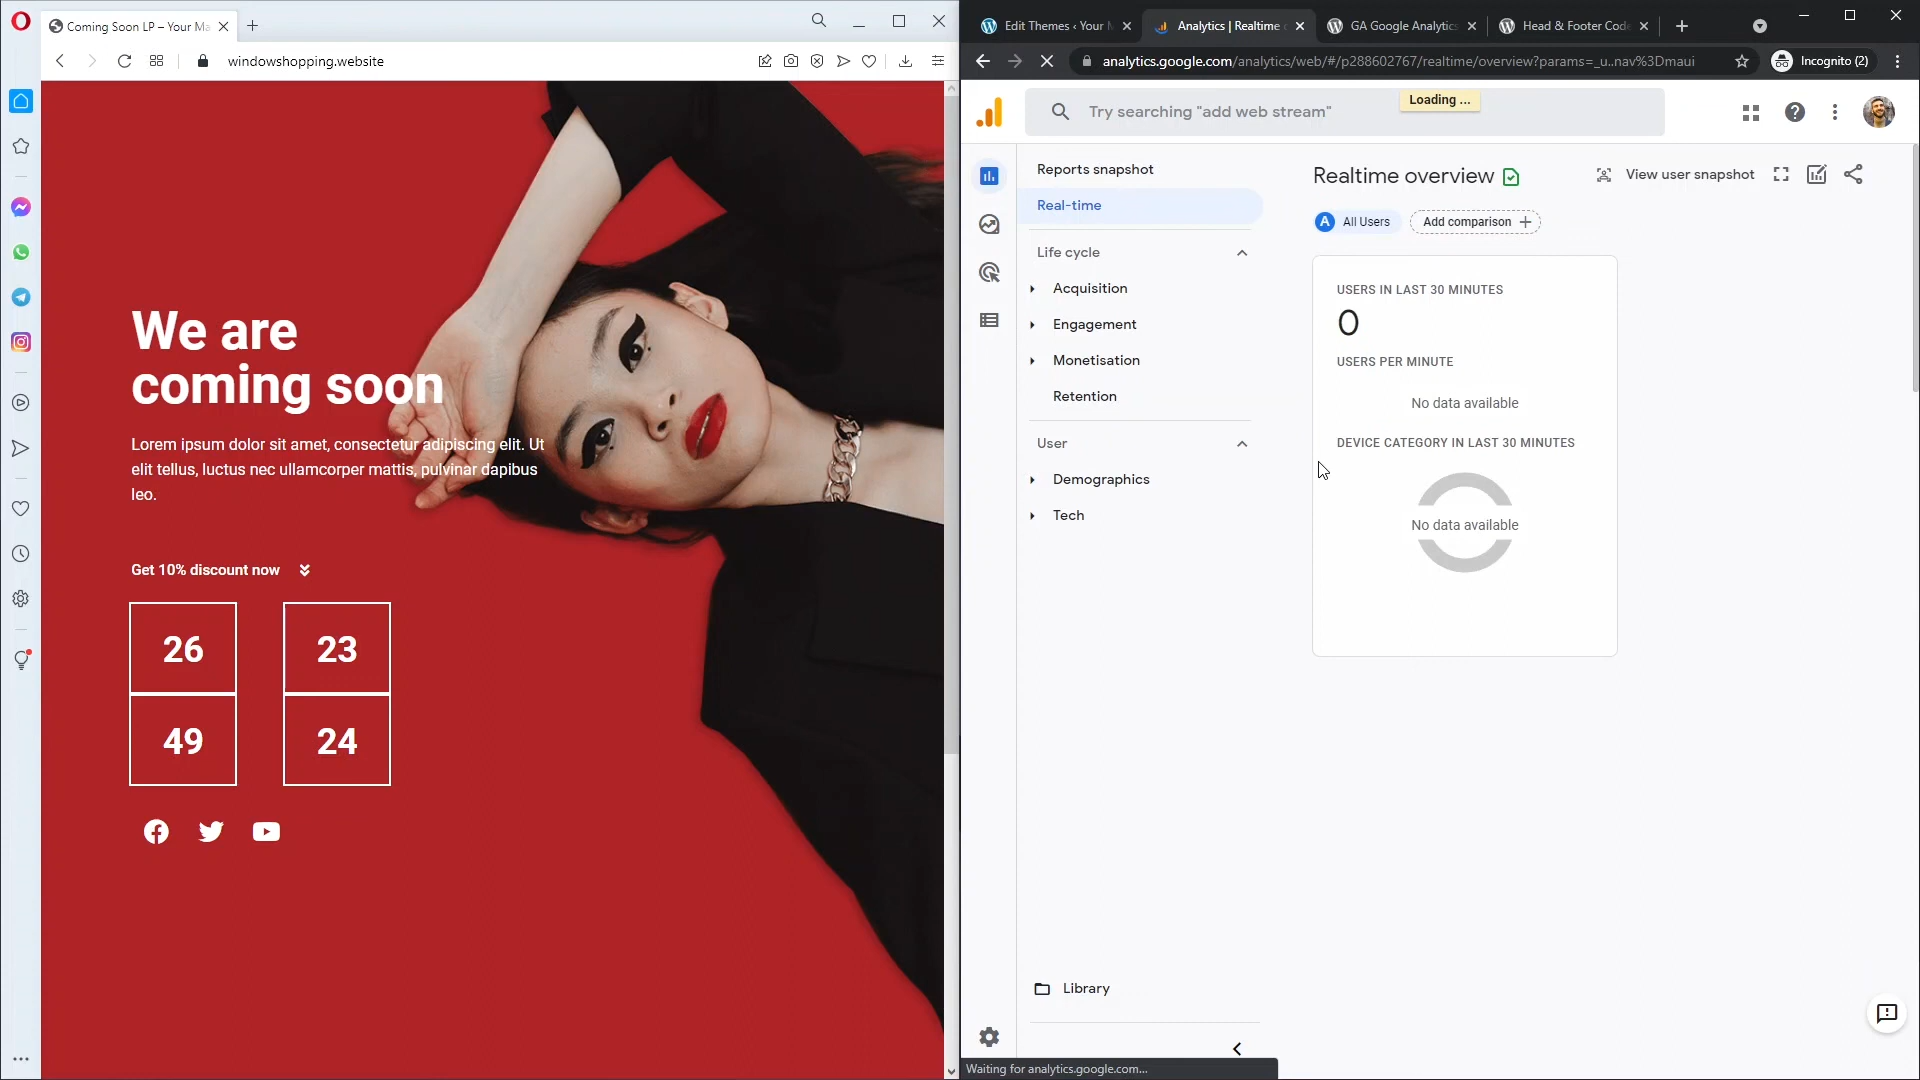 Coming Soon LP – Your Ma
windowshopping.website
We are
coming soon
Lorem ipsum dolor sit amet, consectetur adipiscing elit. Ut
elit tellus, luctus nec ullamcorper mattis, pulvinar dapibus
leo.
Get 10% discount now
26
23
49
24
Edit Themes ‹ Your M
Analytics | Realtime
GA Google Analytics
Head & Footer Code
analytics.google.com/analytics/web/#/p288602767/realtime/overview?params=_u..nav%3Dmaui
Incognito (2)
Try searching "add web stream"
Loading ...
Reports snapshot
Real-time
Life cycle
Acquisition
Engagement
Monetisation
Retention
User
Demographics
Tech
Library
Realtime overview
View user snapshot
A All Users
Add comparison +
USERS IN LAST 30 MINUTES
0
USERS PER MINUTE
No data available
DEVICE CATEGORY IN LAST 30 MINUTES
No data available
Waiting for analytics.google.com...